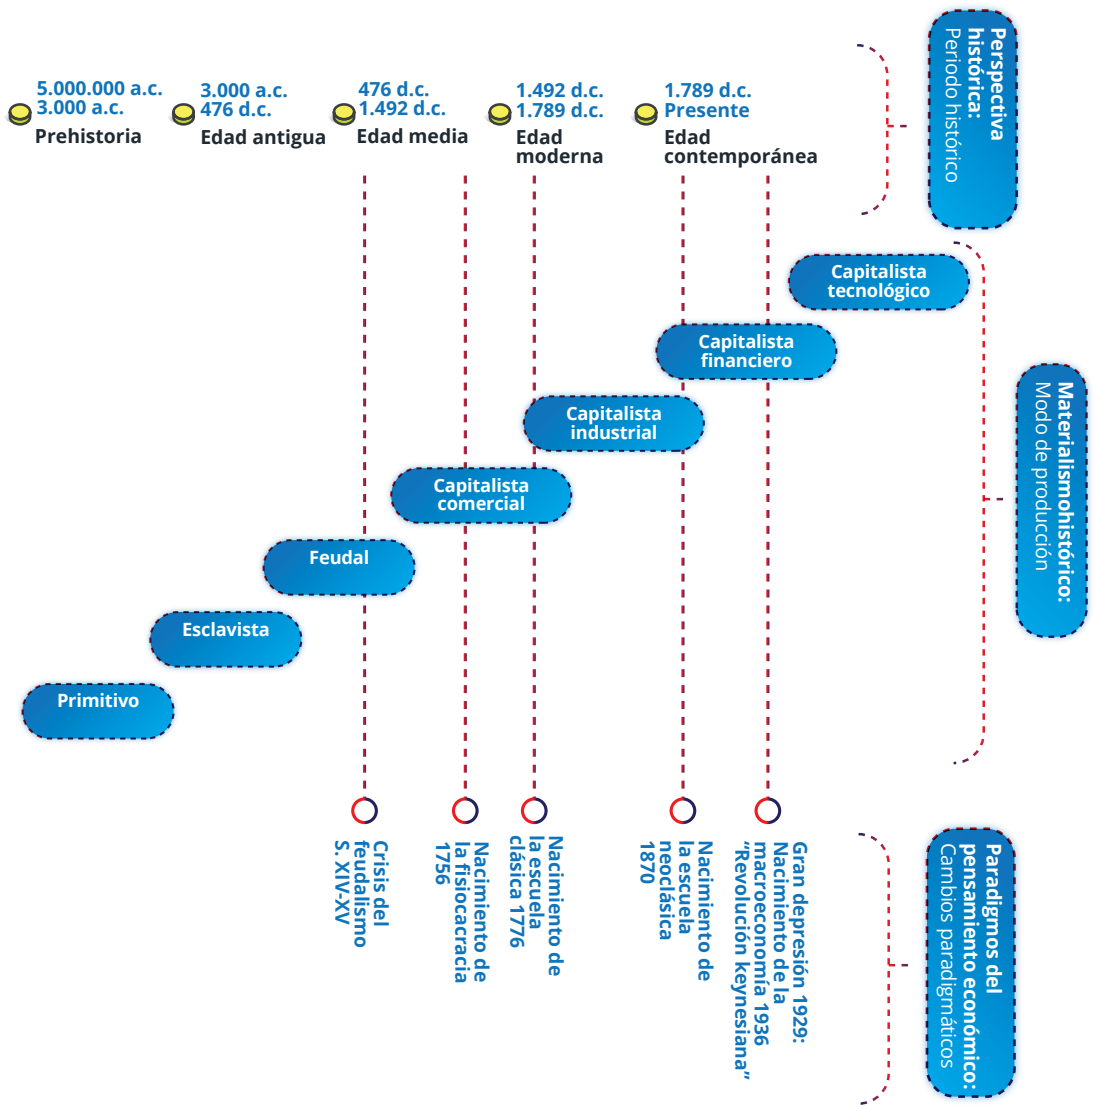 5.000.000 a.c.
3.000 a.c.
Prehistoria
3.000 a.c.
476 d.c.
Edad antigua
476 d.c.
1.492 d.c.
Edad media
1.492 d.c.
1.789 d.c.
Edad
moderna
1.789 d.c.
Presente
Edad
contemporánea
Perspectiva
histórica:
Periodo histórico
Capitalista
tecnológico
Capitalista
financiero
Capitalista
industrial
Capitalista
comercial
Feudal
Esclavista
Primitivo
Materialismohistórico:
Modo de producción
Crisis del
feudalismo
S. XIV-XV
Nacimiento de
la fisiocacracia
1756
Nacimiento de
la escuela
clásica 1776
Nacimiento de
la escuela
neoclásica
1870
Gran depresión 1929:
Nacimiento de la
macroeconomía 1936
“Revolución keynesiana”
Paradigmos del
pensamiento económico:
Cambios paradigmáticos